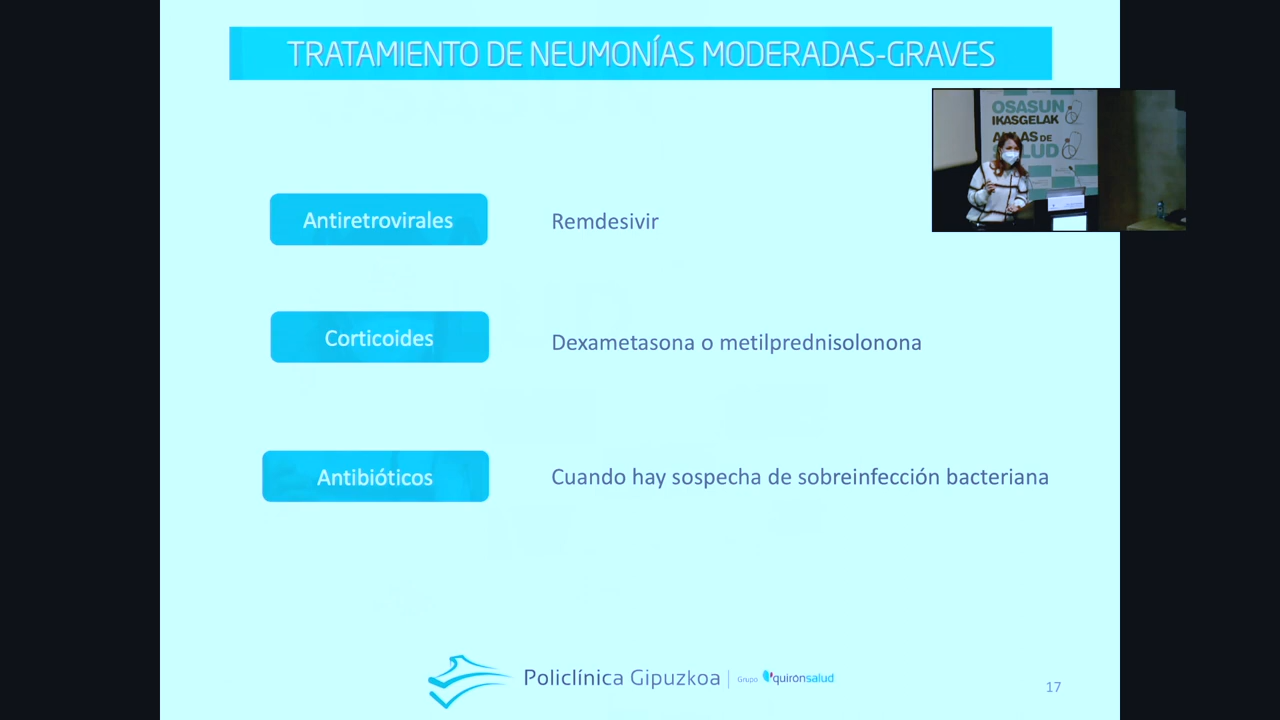 TRATAMIENTO DE NEUMONÍAS MODERADAS-GRAVES
OSASUN
IKASGELAK
AULAS DE
SALUD
Antiretrovirales
Remdesivir
Corticoides
Dexametasona o metilprednisolonona
Antibióticos
Cuando hay sospecha de sobreinfección bacteriana
Policlínica Gipuzkoa
Grupo quirónsalud
17